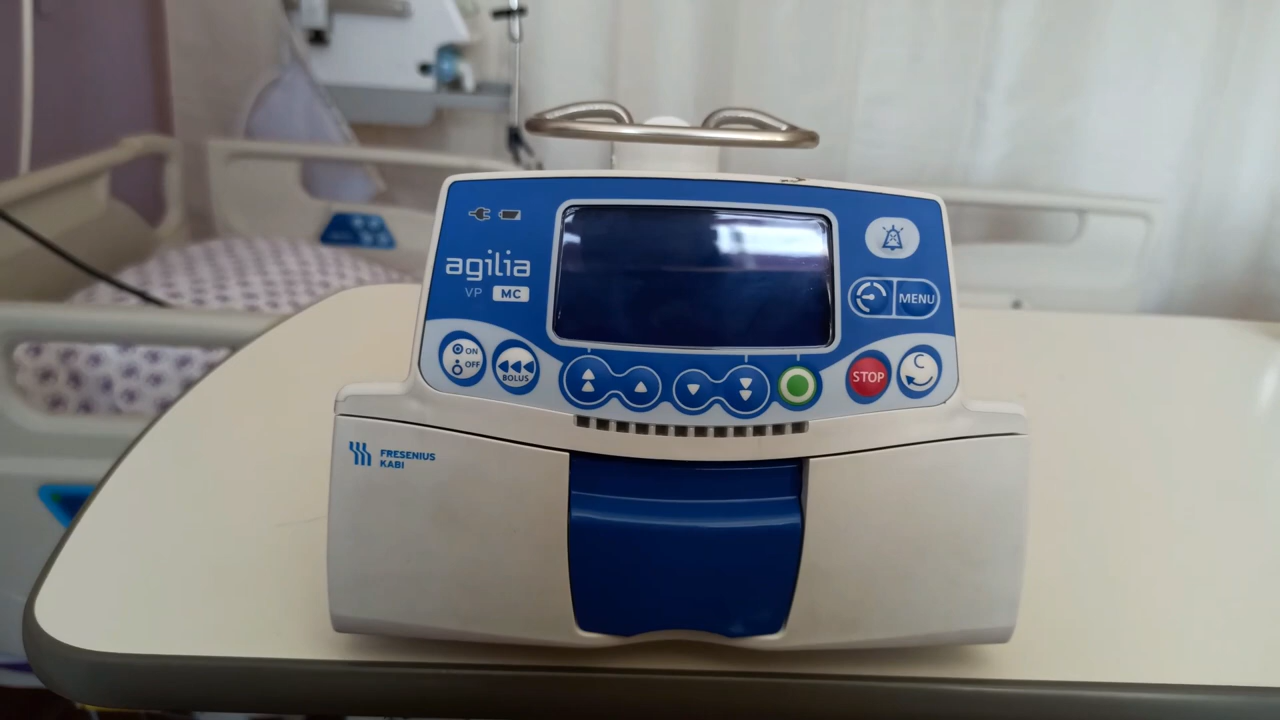 agilia
VP MC
MENU
ON
OFF
BOLUS
STOP
C
FRESENIUS
KABI